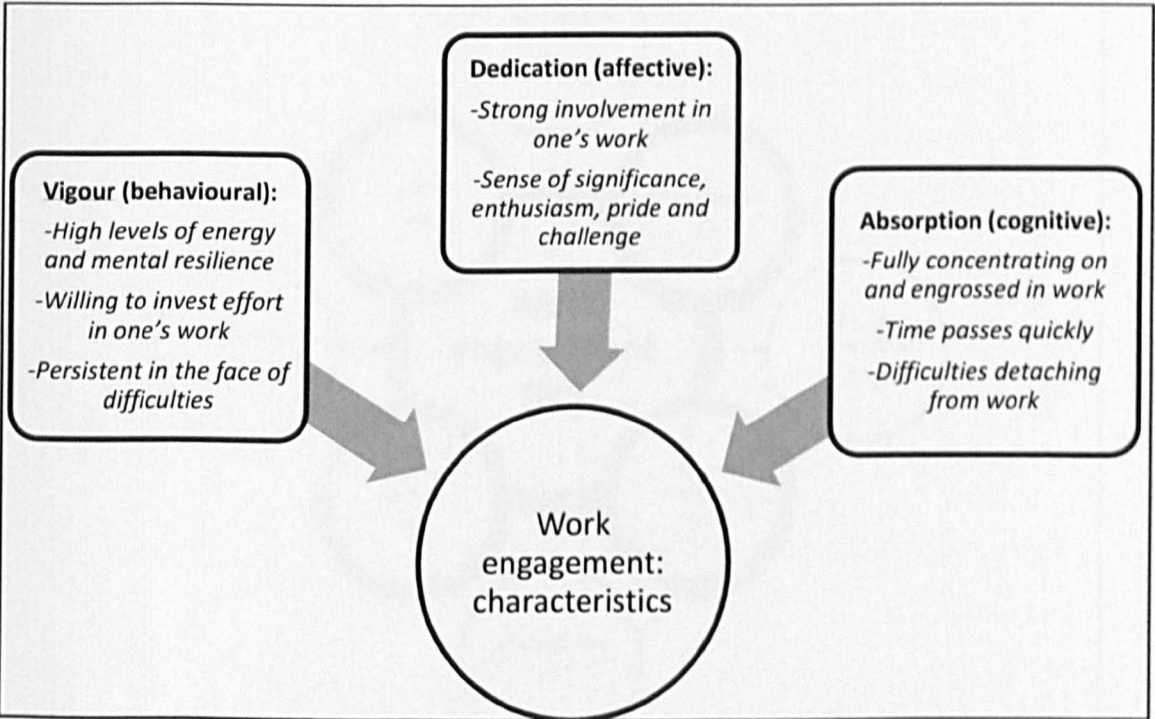 Dedication (affective):
-Strong involvement in
one's work
-Sense of significance,
enthusiasm, pride and
challenge
Vigour (behavioural):
-High levels of energy
and mental resilience
-Willing to invest effort
in one's work
-Persistent in the face of
difficulties
Absorption (cognitive):
-Fully concentrating on
and engrossed in work
-Time passes quickly
-Difficulties detaching
from work
Work
engagement:
characteristics